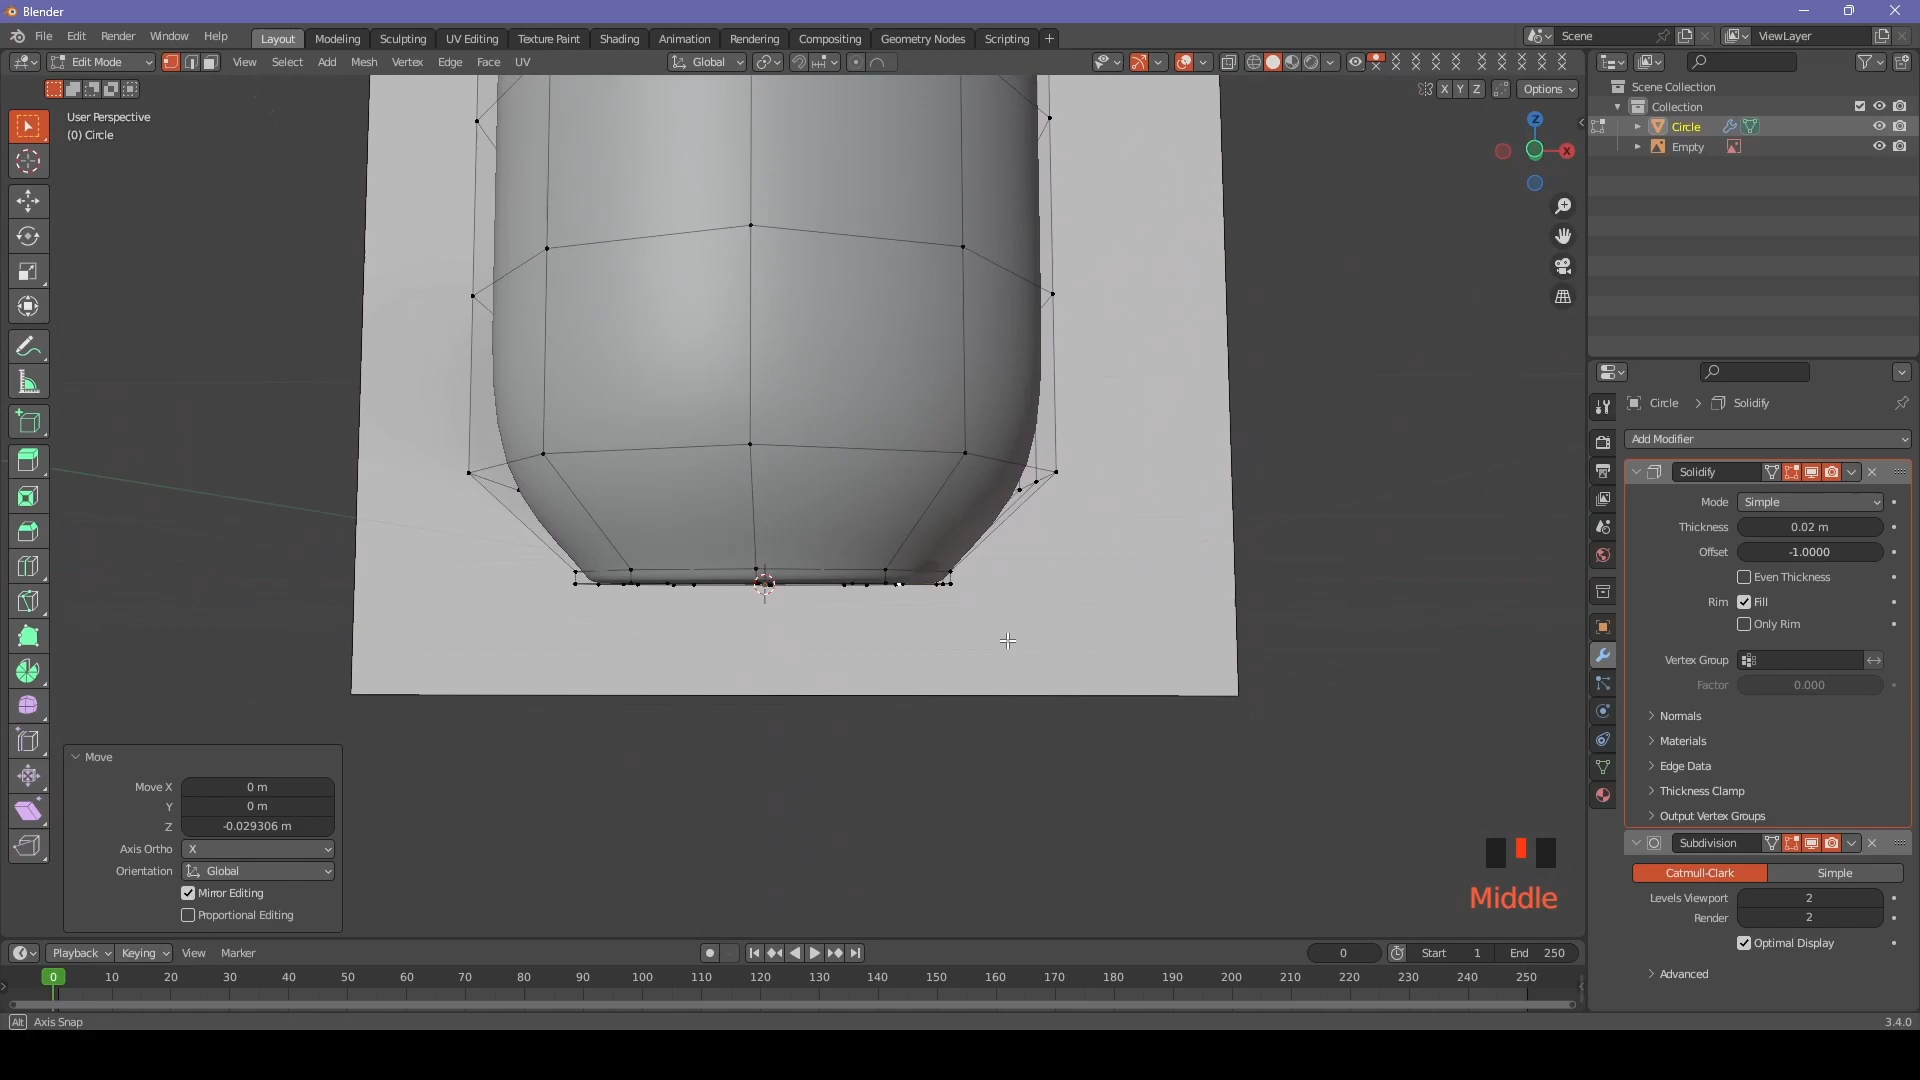 Blender
File Edit Render Window Help
Layout Modeling Sculpting UV Editing Texture Paint Shading Animation Rendering Compositing Geometry Nodes Scripting +
Scene ViewLayer
Edit Mode View Select Add Mesh Vertex Edge Face UV Global
X Y Z Options
User Perspective
(0) Circle
Z
X
Scene Collection
Collection
Circle
Empty
Circle > Solidify
Add Modifier
Solidify
Mode Simple
Thickness 0.02 m
Offset -1.0000
Even Thickness
Rim Fill
Only Rim
Vertex Group
Factor 0.000
Normals
Materials
Edge Data
Thickness Clamp
Output Vertex Groups
Subdivision
Catmull-Clark Simple
Levels Viewport 2
Render 2
Optimal Display
Advanced
Move
Move X 0 m
Y 0 m
Z -0.029306 m
Axis Ortho X
Orientation Global
Mirror Editing
Proportional Editing
Middle
Playback Keying View Marker
0 Start 1 End 250
0 10 20 30 40 50 60 70 80 90 100 110 120 130 140 150 160 170 180 190 200 210 220 230 240 250
Alt Axis Snap
3.4.0